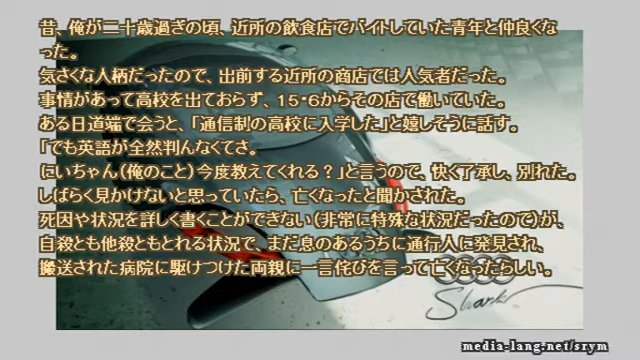 昔、俺が二十歳過ぎの頃、近所の飲食店でバイトしていた青年と仲良くな
った。
気さくな人柄だったので、出前する近所の商店では人気者だった。
事情があって高校を出ておらず、１５・６からその店で働いていた。
ある日道端で会うと、「通信制の高校に入学した」と嬉しそうに話す。
「でも英語が全然判んなくてさ。
にいちゃん（俺のこと）今度教えてくれる？」と言うので、快く了承し、別れた。
しばらく見かけないと思っていたら、亡くなったと聞かされた。
死因や状況を詳しく書くことができない（非常に特殊な状況だったので）が、
自殺とも他殺ともとれる状況で、まだ息のあるうちに通行人に発見され、
搬送された病院に駆けつけた両親に一言侘びを言って亡くなったらしい。
Shark
media-lang.net/srym